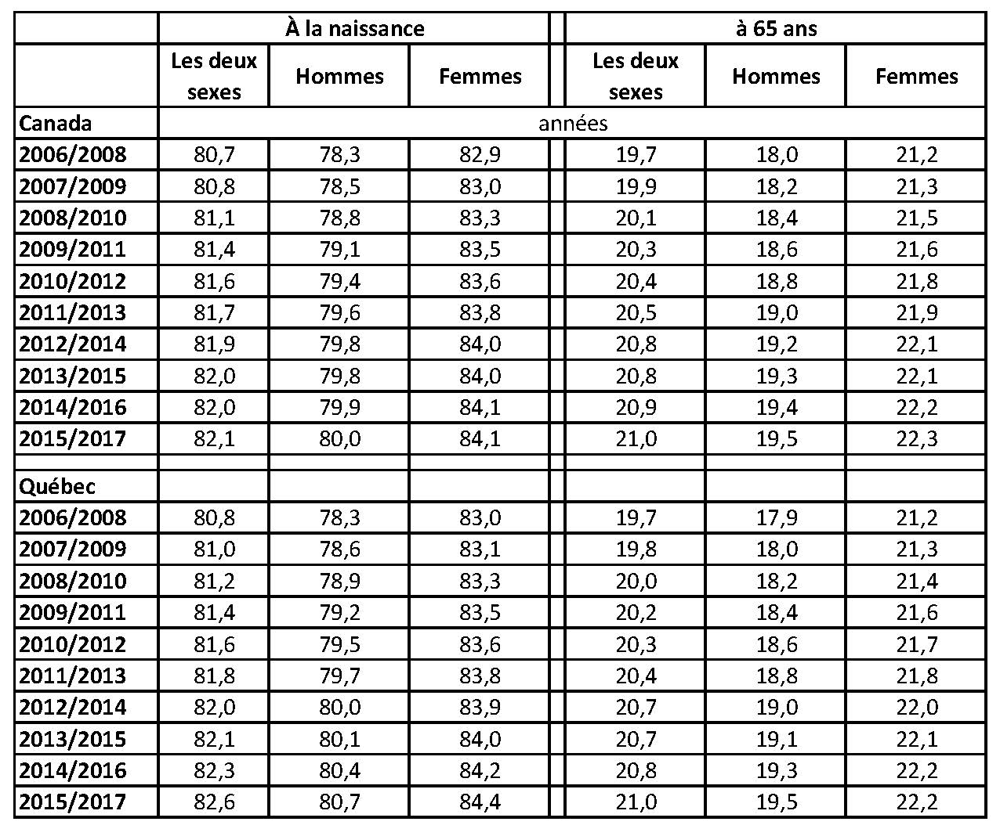 À la naissance à 65 ans
Les deux sexes Hommes Femmes Les deux sexes Hommes Femmes
Canada années
2006/2008 80,7 78,3 82,9 19,7 18,0 21,2
2007/2009 80,8 78,5 83,0 19,9 18,2 21,3
2008/2010 81,1 78,8 83,3 20,1 18,4 21,5
2009/2011 81,4 79,1 83,5 20,3 18,6 21,6
2010/2012 81,6 79,4 83,6 20,4 18,8 21,8
2011/2013 81,7 79,6 83,8 20,5 19,0 21,9
2012/2014 81,9 79,8 84,0 20,8 19,2 22,1
2013/2015 82,0 79,8 84,0 20,8 19,3 22,1
2014/2016 82,0 79,9 84,1 20,9 19,4 22,2
2015/2017 82,1 80,0 84,1 21,0 19,5 22,3
Québec
2006/2008 80,8 78,3 83,0 19,7 17,9 21,2
2007/2009 81,0 78,6 83,1 19,8 18,0 21,3
2008/2010 81,2 78,9 83,3 20,0 18,2 21,4
2009/2011 81,4 79,2 83,5 20,2 18,4 21,6
2010/2012 81,6 79,5 83,6 20,3 18,6 21,7
2011/2013 81,8 79,7 83,8 20,4 18,8 21,8
2012/2014 82,0 80,0 83,9 20,7 19,0 22,0
2013/2015 82,1 80,1 84,0 20,7 19,1 22,1
2014/2016 82,3 80,4 84,2 20,8 19,3 22,2
2015/2017 82,6 80,7 84,4 21,0 19,5 22,2